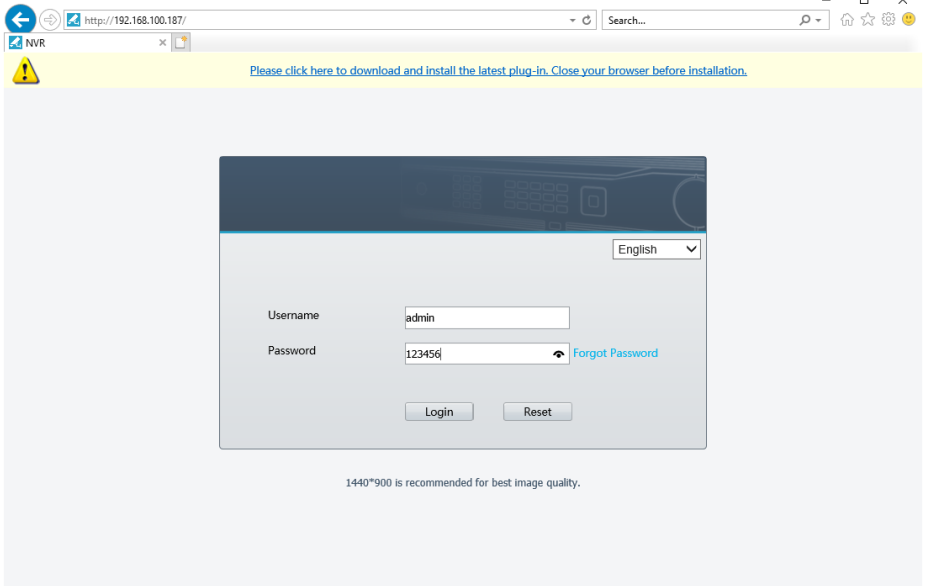 http://192.168.100.187/
Search...
NVR
Please click here to download and install the latest plug-in. Close your browser before installation.
English
Username
admin
Password
123456
Forgot Password
Login
Reset
1440*900 is recommended for best image quality.